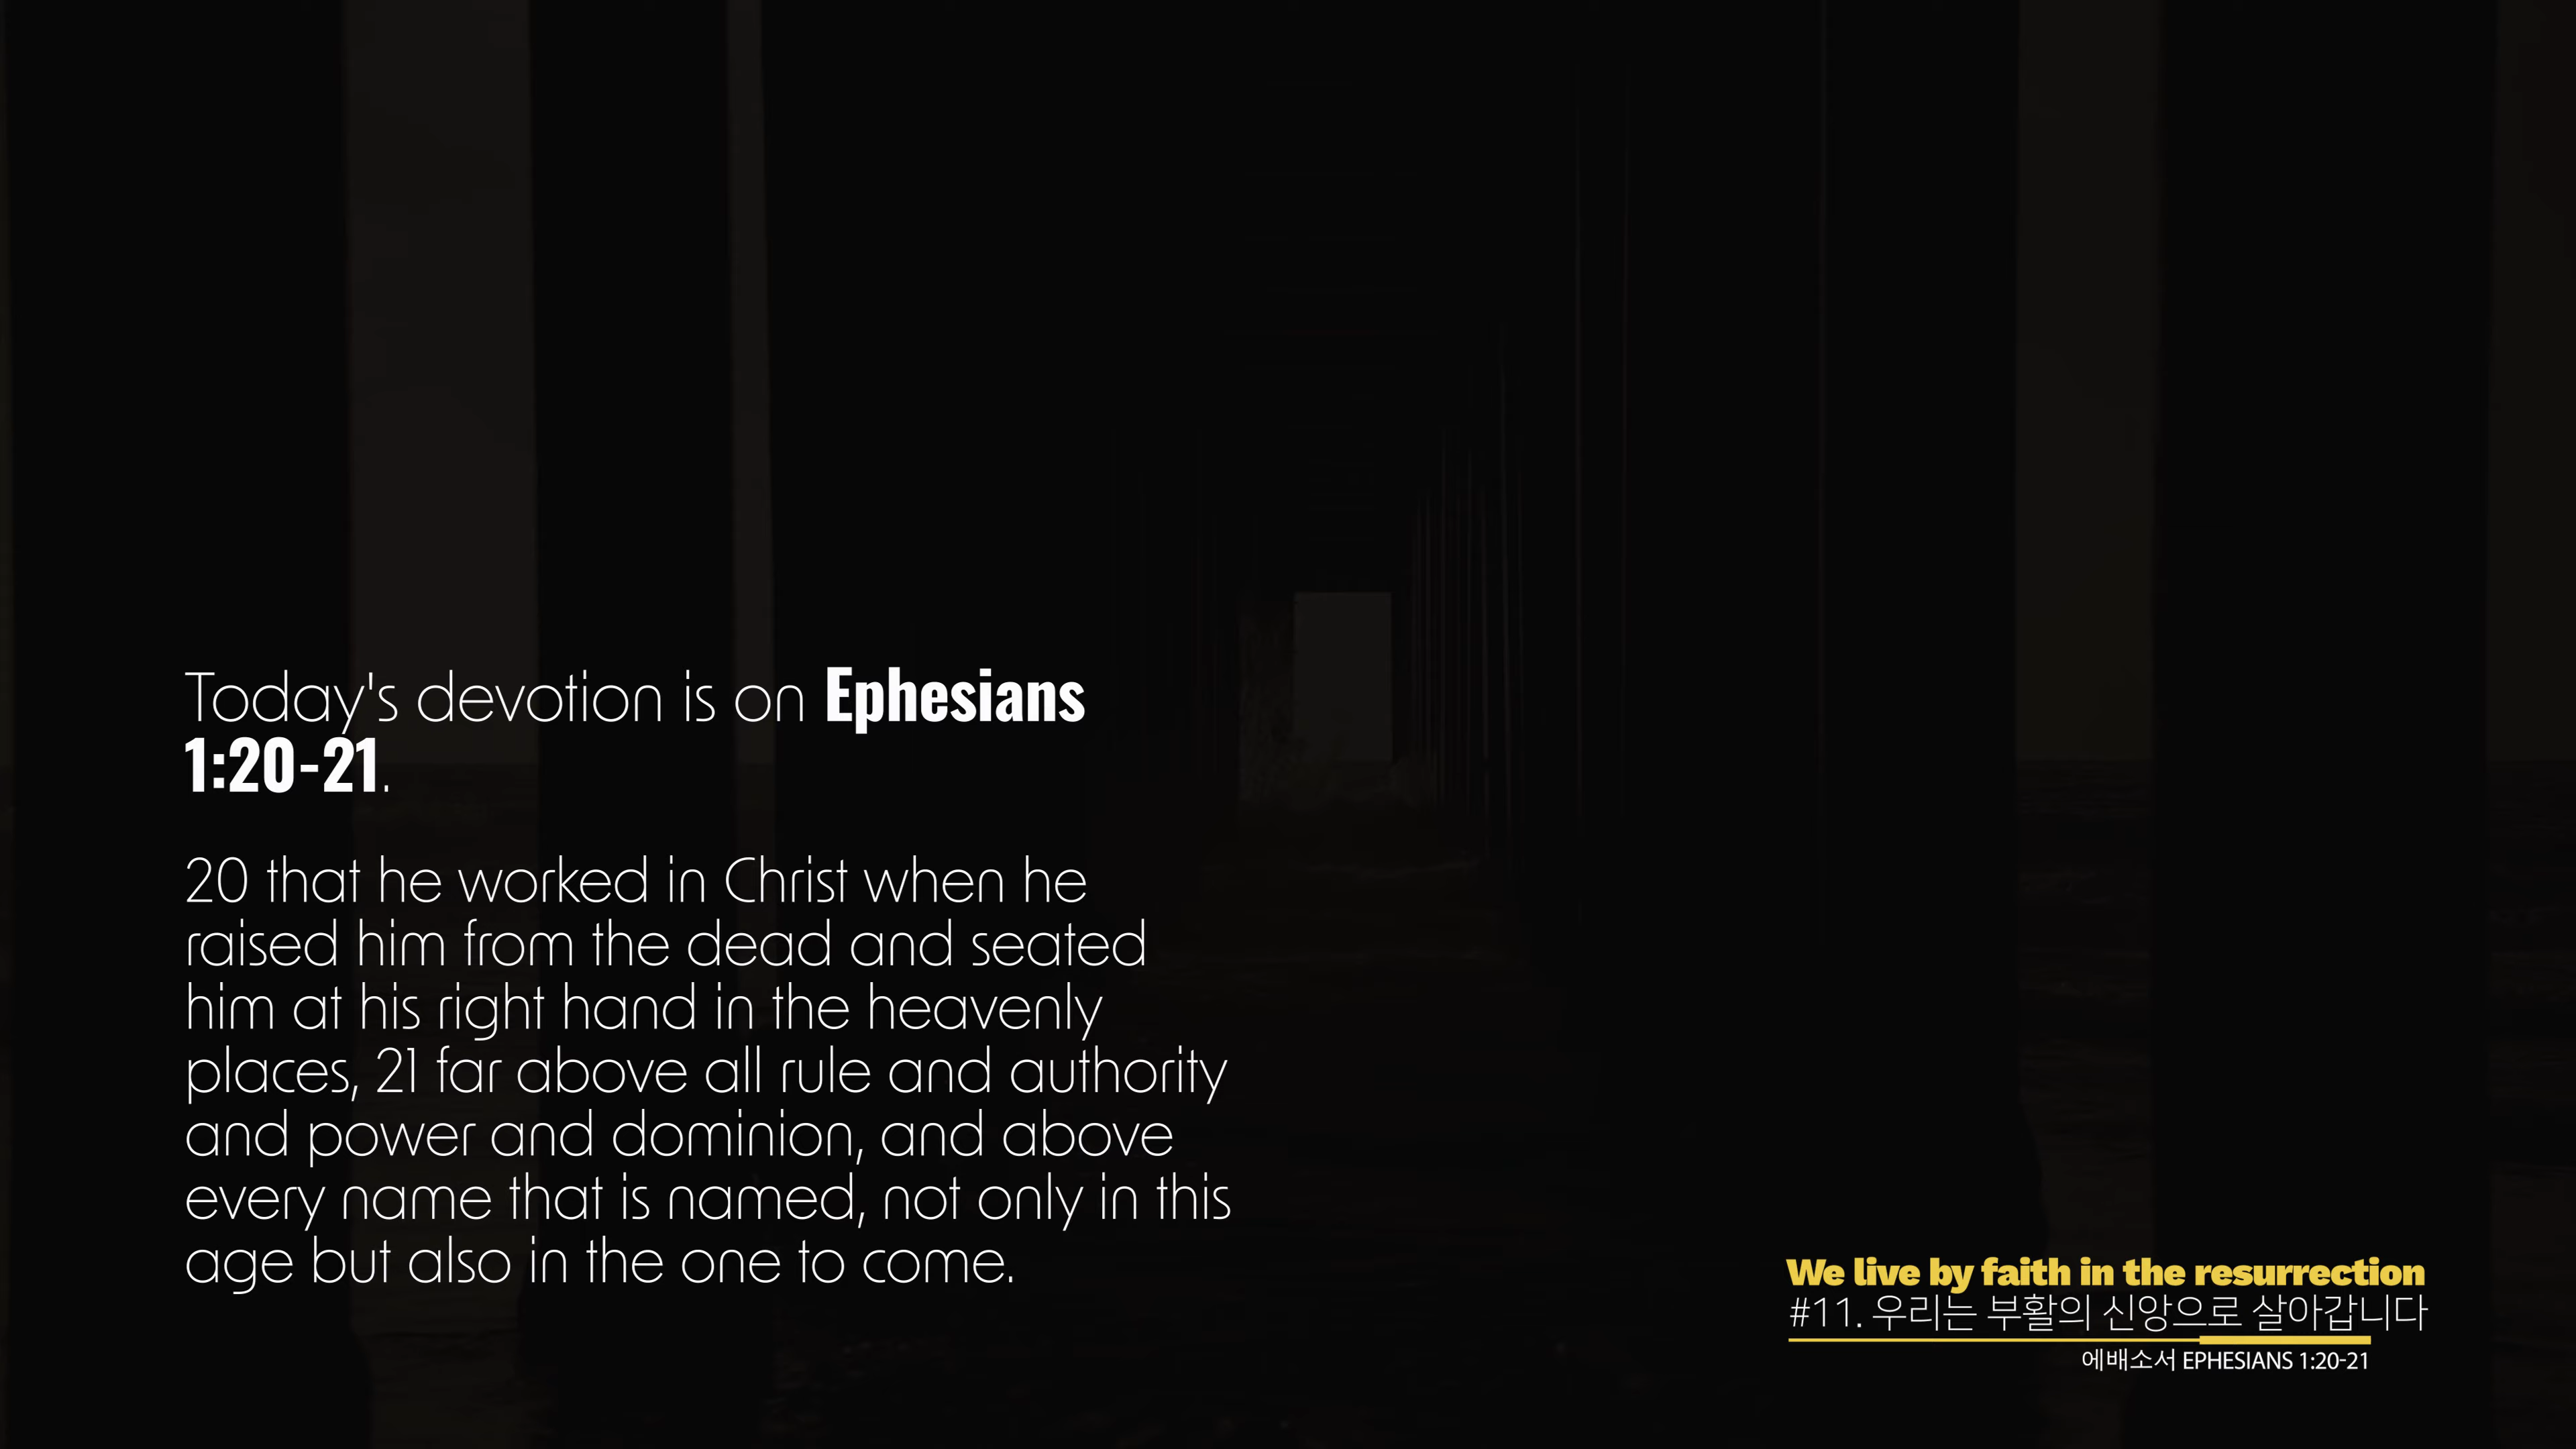 Today's devotion is on Ephesians
1:20-21.
20 that he worked in Christ when he
raised him from the dead and seated
him at his right hand in the heavenly
places, 21 far above all rule and authority
and power and dominion, and above
every name that is named, not only in this
age but also in the one to come.
We live by faith in the resurrection
#11. 우리는 부활의 신앙으로 살아갑니다
에배소서 EPHESIANS 1:20-21